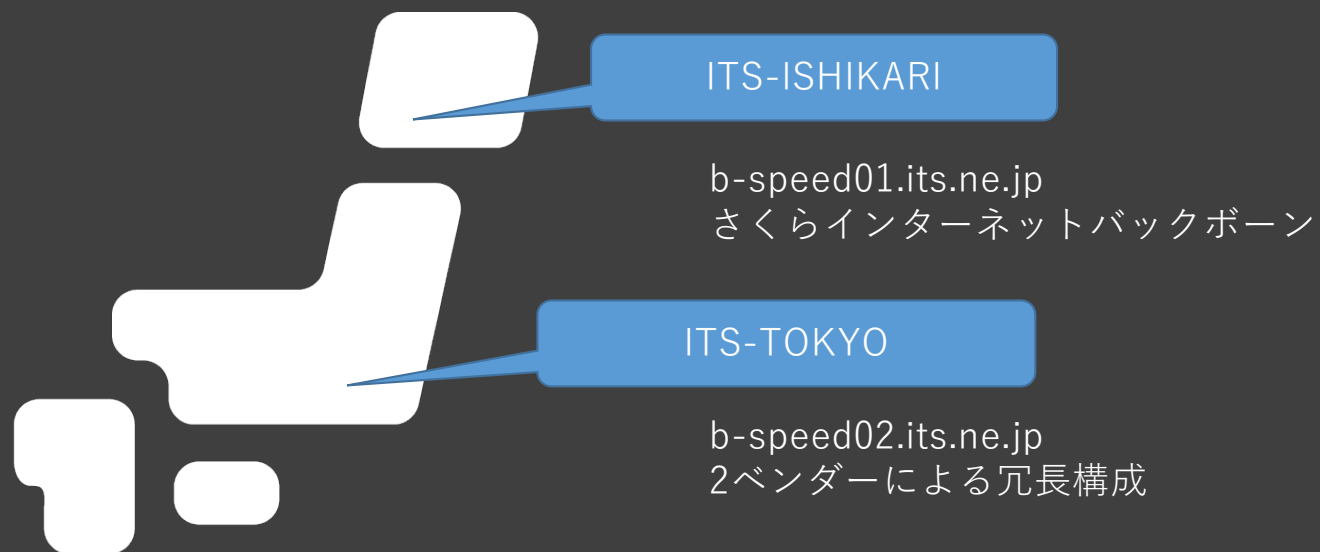 ITS-ISHIKARI
b-speed01.its.ne.jp
さくらインターネットバックボーン
ITS-TOKYO
b-speed02.its.ne.jp
2ベンダーによる冗長構成